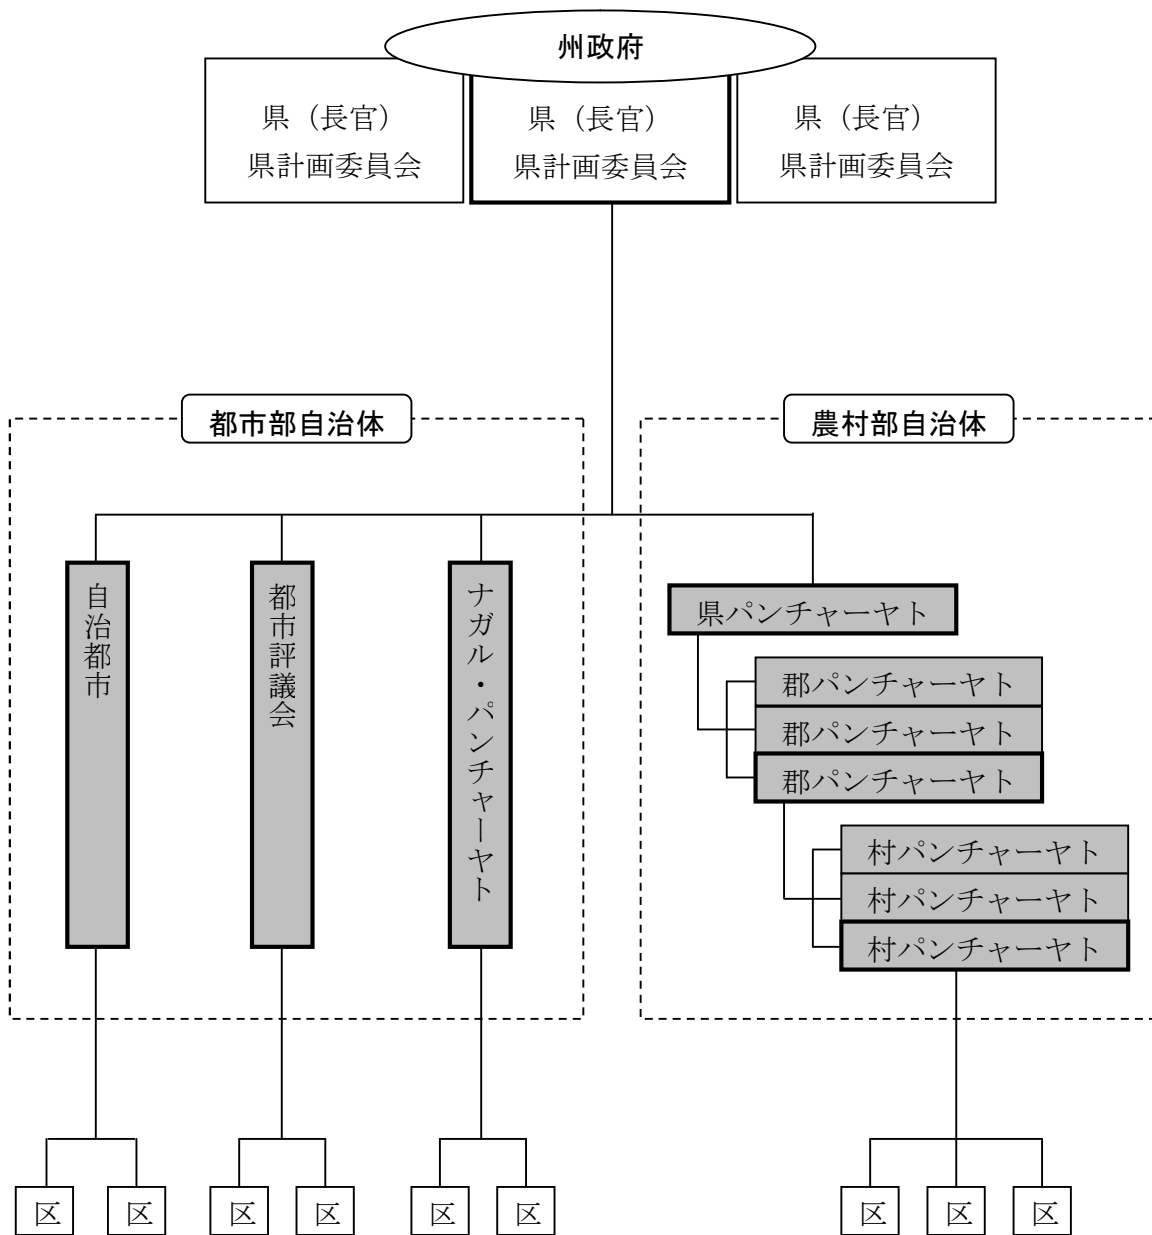 州政府
県（長官）
県計画委員会
県（長官）
県計画委員会
県（長官）
県計画委員会
都市部自治体
農村部自治体
自治都市
都市評議会
ナガル・パンチャーヤト
県パンチャーヤト
郡パンチャーヤト
郡パンチャーヤト
郡パンチャーヤト
村パンチャーヤト
村パンチャーヤト
村パンチャーヤト
区
区
区
区
区
区
区
区
区